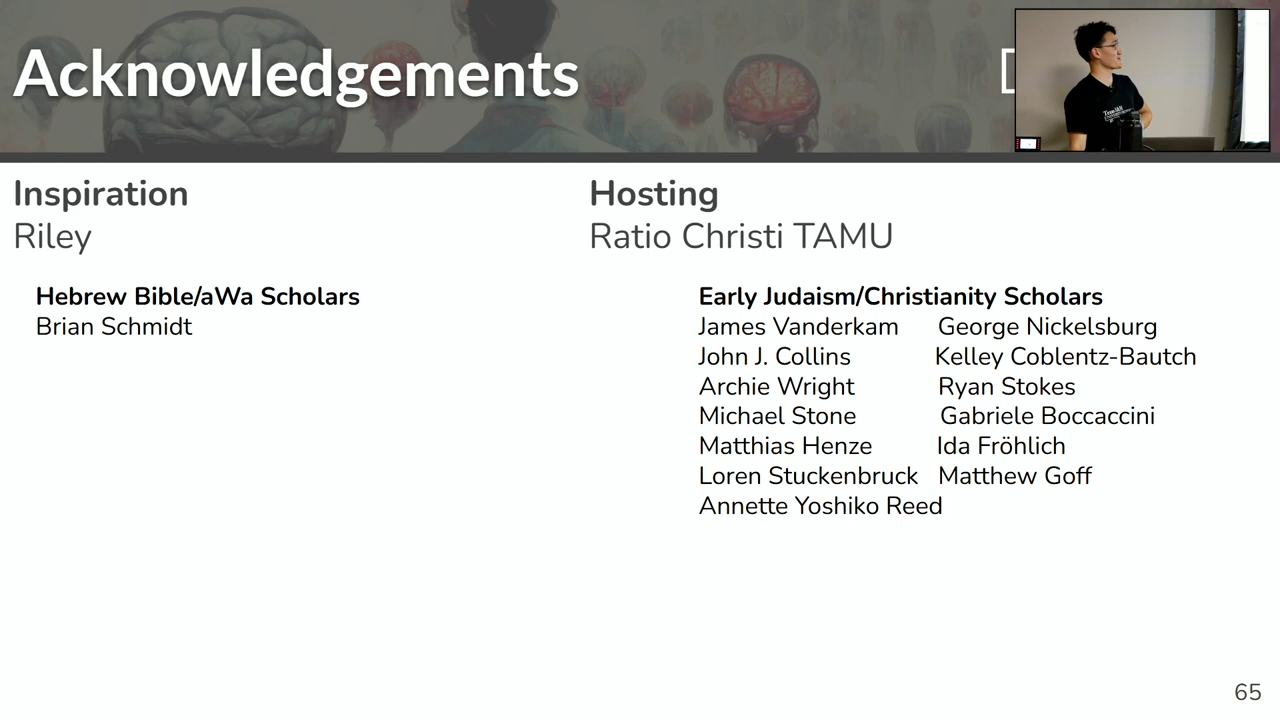 Acknowledgements
Inspiration
Riley
Hebrew Bible/aWa Scholars
Brian Schmidt
Hosting
Ratio Christi TAMU
Early Judaism/Christianity Scholars
James Vanderkam George Nickelsburg
John J. Collins Kelley Coblentz-Bautch
Archie Wright Ryan Stokes
Michael Stone Gabriele Boccaccini
Matthias Henze Ida Fröhlich
Loren Stuckenbruck Matthew Goff
Annette Yoshiko Reed
65